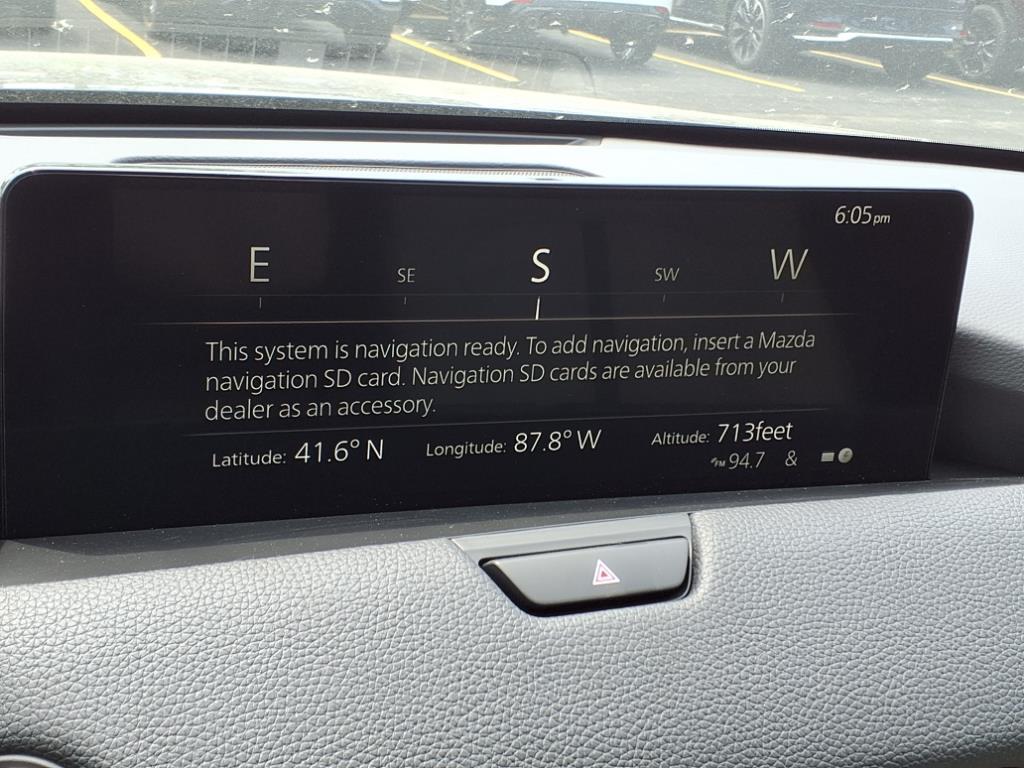 6:05pm
E SE S SW W
This system is navigation ready. To add navigation, insert a Mazda
navigation SD card. Navigation SD cards are available from your
dealer as an accessory.
Latitude: 41.6° N Longitude: 87.8° W Altitude: 713feet
FM 94.7 &